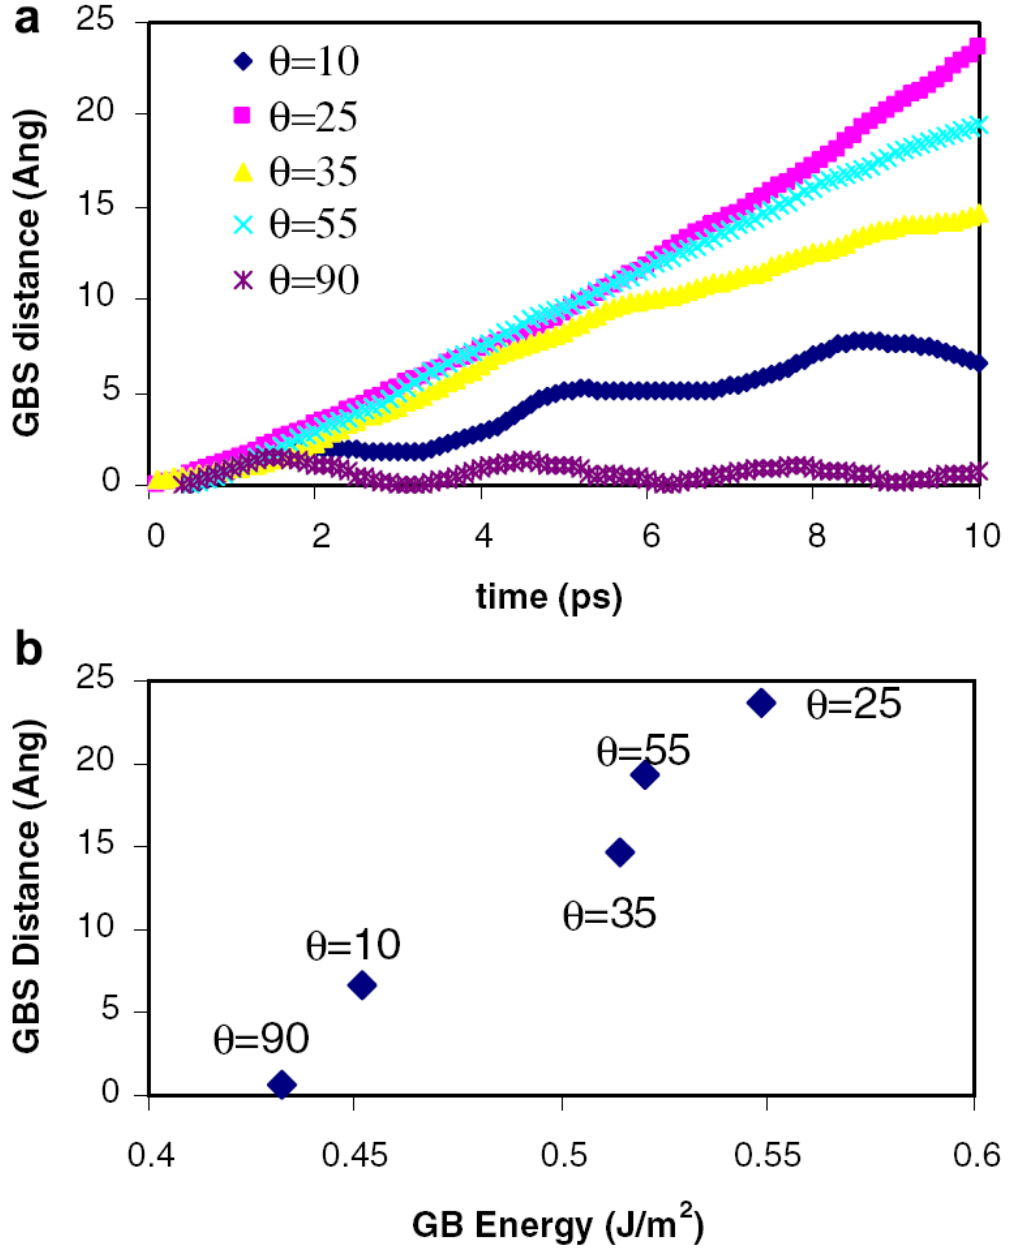 a
25
20
15
10
5
0
GBS distance (Ang)
θ=10
θ=25
θ=35
θ=55
θ=90
0 2 4 6 8 10
time (ps)
b
25
20
15
10
5
0
GBS Distance (Ang)
θ=25
θ=55
θ=35
θ=10
θ=90
0.4 0.45 0.5 0.55 0.6
GB Energy (J/m²)